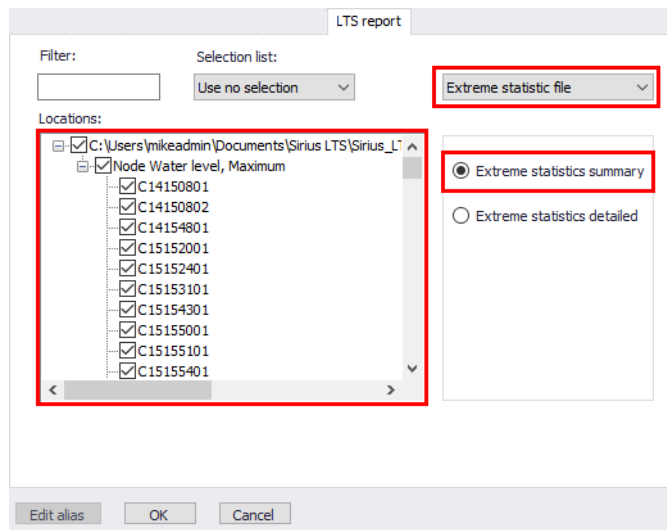 LTS report
Filter:
Selection list:
Use no selection
Extreme statistic file
Locations:
C:\Users\mikeadmin\Documents\Sirius LTS\Sirius_LT
Node Water level, Maximum
C14150801
C14150802
C14154801
C15152001
C15152401
C15153101
C15154301
C15155001
C15155101
C15155401
Extreme statistics summary
Extreme statistics detailed
Edit alias
OK
Cancel